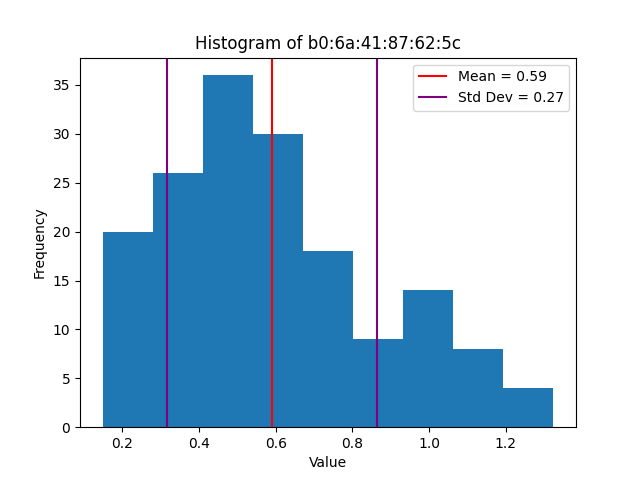 Histogram of b0:6a:41:87:62:5c
Mean = 0.59
Std Dev = 0.27
Frequency
35
30
25
20
15
10
5
0
0.2 0.4 0.6 0.8 1.0 1.2
Value